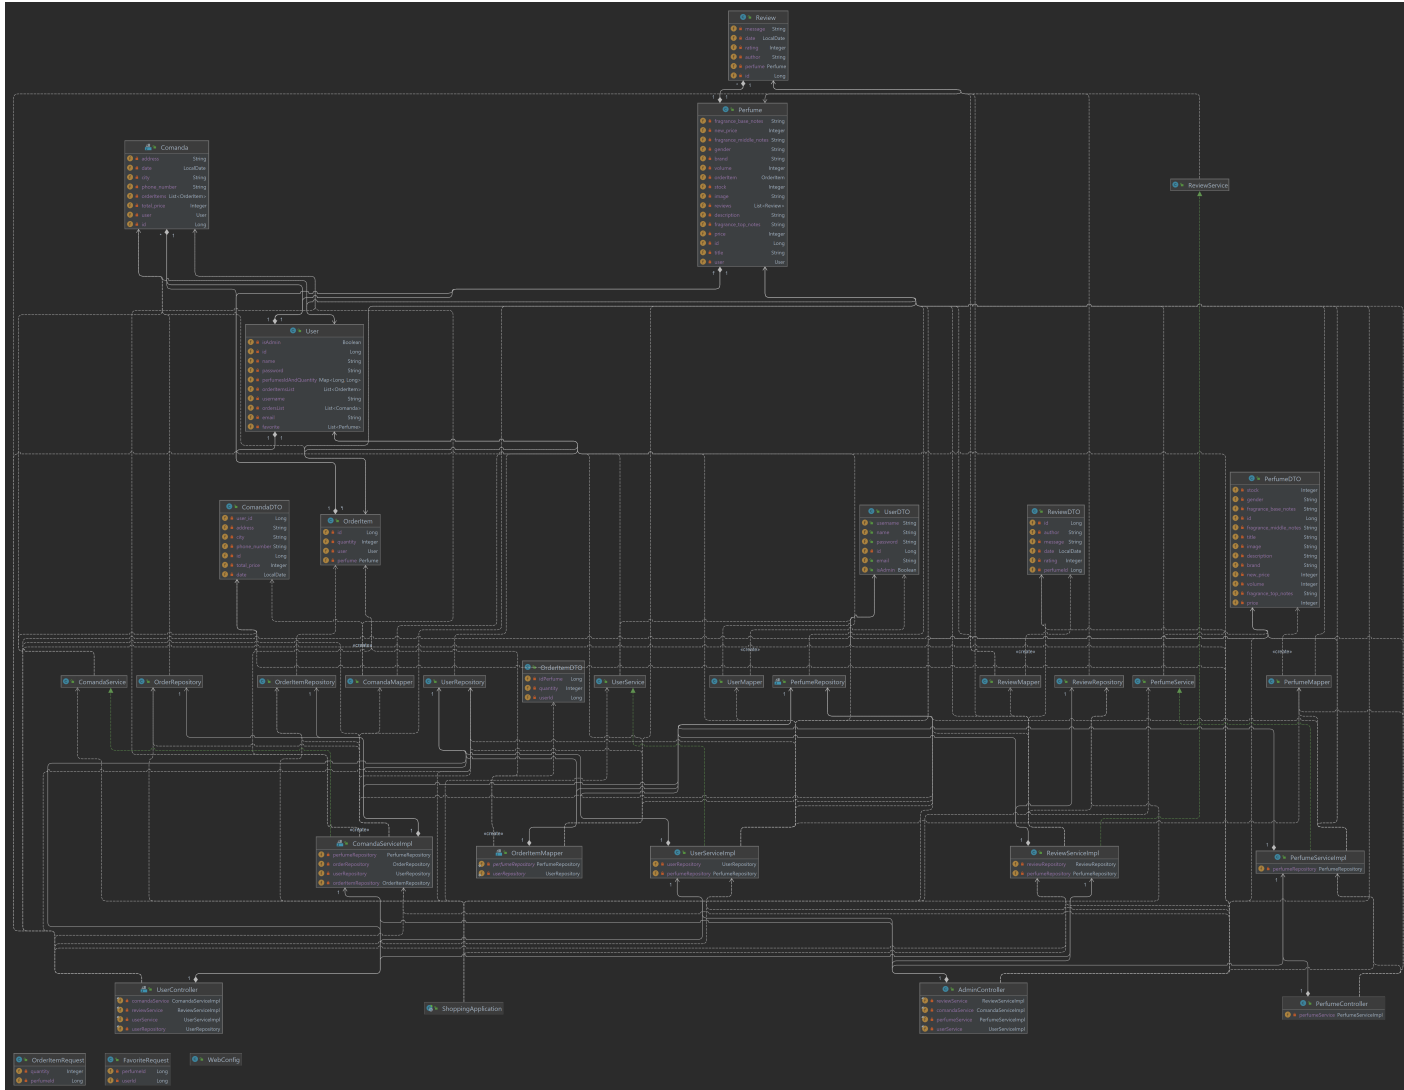 Review
message String
date LocalDate
rating Integer
author String
perfume Perfume
id Long
Perfume
fragrance_base_notes String
new_price Integer
fragrance_middle_notes String
gender String
brand String
volume Integer
orderItem OrderItem
stock Integer
image String
reviews List<Review>
description String
fragrance_top_notes String
price Integer
id Long
title String
user User
Comanda
address String
date LocalDate
city String
phone_number String
orderItems List<OrderItem>
total_price Integer
user User
id Long
ReviewService
User
isAdmin Boolean
id Long
name String
password String
perfumeIdAndQuantity Map<Long, Long>
orderItemsList List<OrderItem>
username String
ordersList List<Comanda>
email String
favorite List<Perfume>
ComandaDTO
user_id Long
address String
city String
phone_number String
id Long
total_price Integer
date LocalDate
OrderItem
id Long
quantity Integer
user User
perfume Perfume
UserDTO
username String
name String
password String
id Long
email String
isAdmin Boolean
ReviewDTO
id Long
author String
message String
date LocalDate
rating Integer
perfumeId Long
PerfumeDTO
stock Integer
gender String
fragrance_base_notes String
id Long
fragrance_middle_notes String
title String
image String
description String
brand String
new_price Integer
volume Integer
fragrance_top_notes String
price Integer
«create»
«create»
«create»
«create»
ComandaService
OrderRepository
OrderItemRepository
ComandaMapper
UserRepository
OrderItemDTO
idPerfume Long
quantity Integer
userId Long
UserService
UserMapper
PerfumeRepository
ReviewMapper
ReviewRepository
PerfumeService
PerfumeMapper
«create»
«create»
ComandaServiceImpl
perfumeRepository PerfumeRepository
orderRepository OrderRepository
userRepository UserRepository
orderItemRepository OrderItemRepository
OrderItemMapper
perfumeRepository PerfumeRepository
userRepository UserRepository
UserServiceImpl
userRepository UserRepository
perfumeRepository PerfumeRepository
ReviewServiceImpl
reviewRepository ReviewRepository
perfumeRepository PerfumeRepository
PerfumeServiceImpl
perfumeRepository PerfumeRepository
UserController
comandaService ComandaServiceImpl
reviewService ReviewServiceImpl
userService UserServiceImpl
userRepository UserRepository
ShoppingApplication
AdminController
reviewService ReviewServiceImpl
comandaService ComandaServiceImpl
perfumeService PerfumeServiceImpl
userService UserServiceImpl
PerfumeController
perfumeService PerfumeServiceImpl
OrderItemRequest
quantity Integer
perfumeId Long
FavoriteRequest
perfumeId Long
userId Long
WebConfig